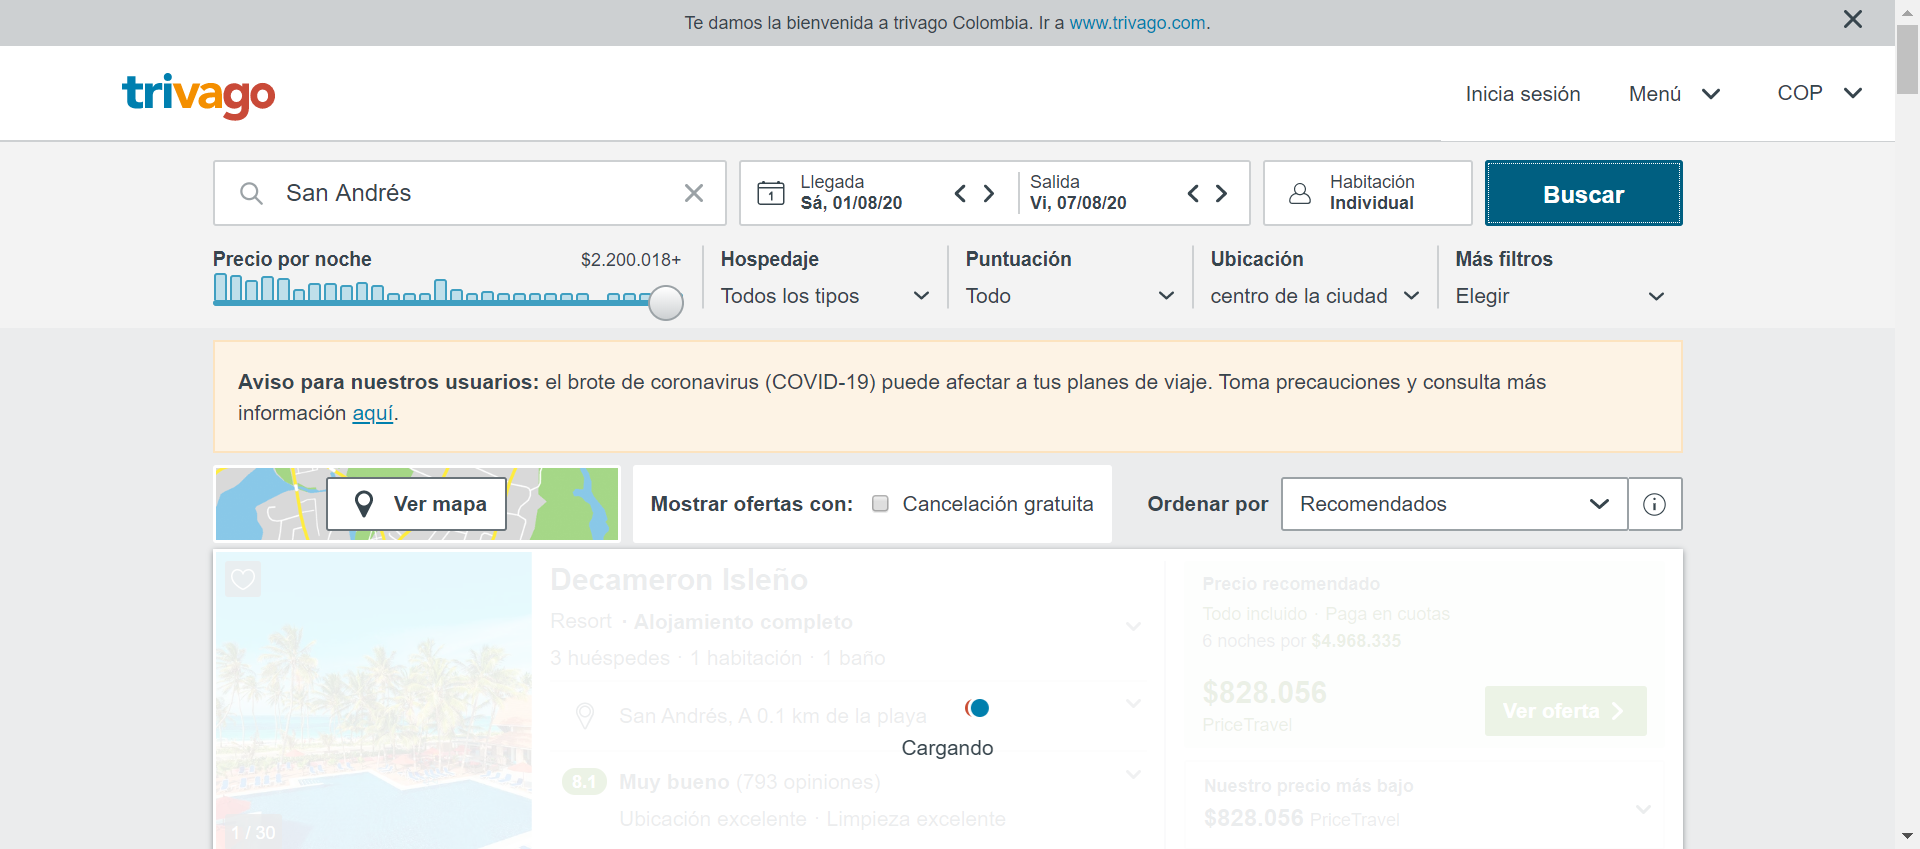 Te damos la bienvenida a trivago Colombia. Ir a www.trivago.com.
trivago
Inicia sesión
Menú
COP
San Andrés
1
Llegada
Sá, 01/08/20
Salida
Vi, 07/08/20
Habitación
Individual
Buscar
Precio por noche
$2.200.018+
Hospedaje
Todos los tipos
Puntuación
Todo
Ubicación
centro de la ciudad
Más filtros
Elegir
Aviso para nuestros usuarios: el brote de coronavirus (COVID-19) puede afectar a tus planes de viaje. Toma precauciones y consulta más
información aquí.
Ver mapa
Mostrar ofertas con:
Cancelación gratuita
Ordenar por
Recomendados
Decameron Isleño
Resort · Alojamiento completo
3 huéspedes · 1 habitación · 1 baño
San Andrés, A 0.1 km de la playa
Cargando
8.1 Muy bueno (793 opiniones)
Ubicación excelente · Limpieza excelente
1 / 30
Precio recomendado
Todo incluido · Paga en cuotas
6 noches por $4.968.335
$828.056
PriceTravel
Ver oferta
Nuestro precio más bajo
$828.056 PriceTravel